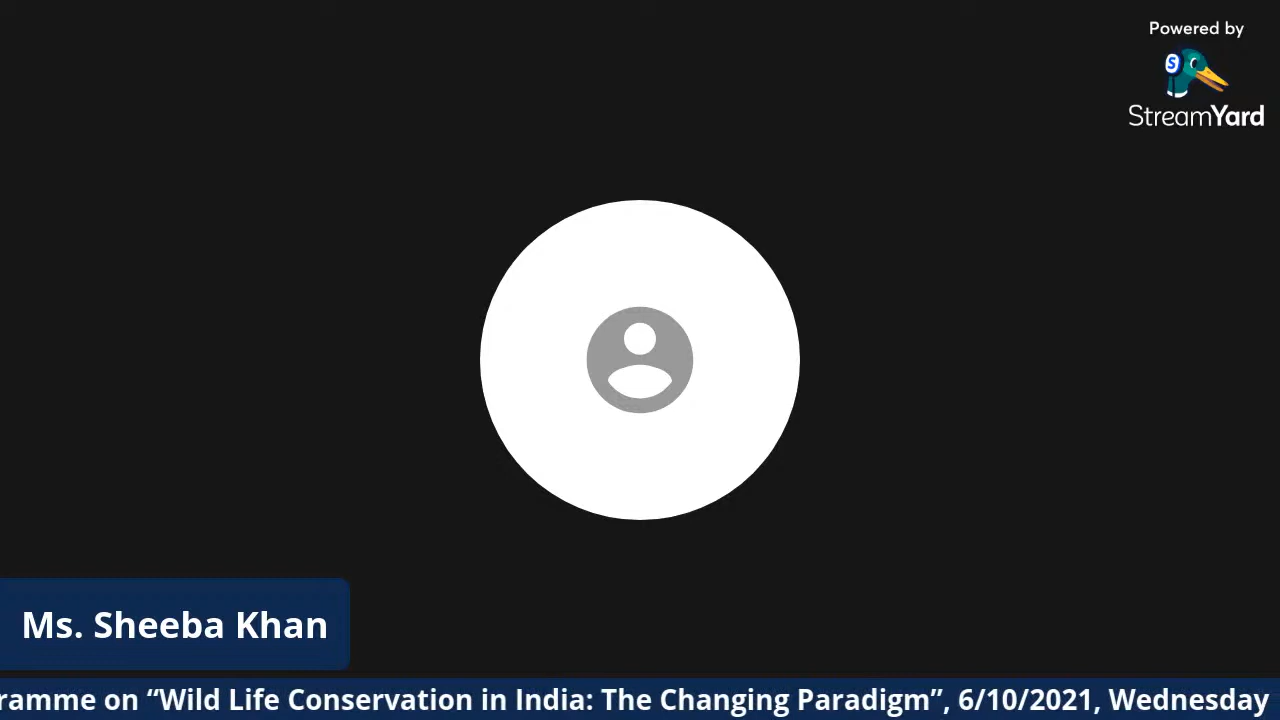 Powered by
S
StreamYard
Ms. Sheeba Khan
ramme on “Wild Life Conservation in India: The Changing Paradigm”, 6/10/2021, Wednesday